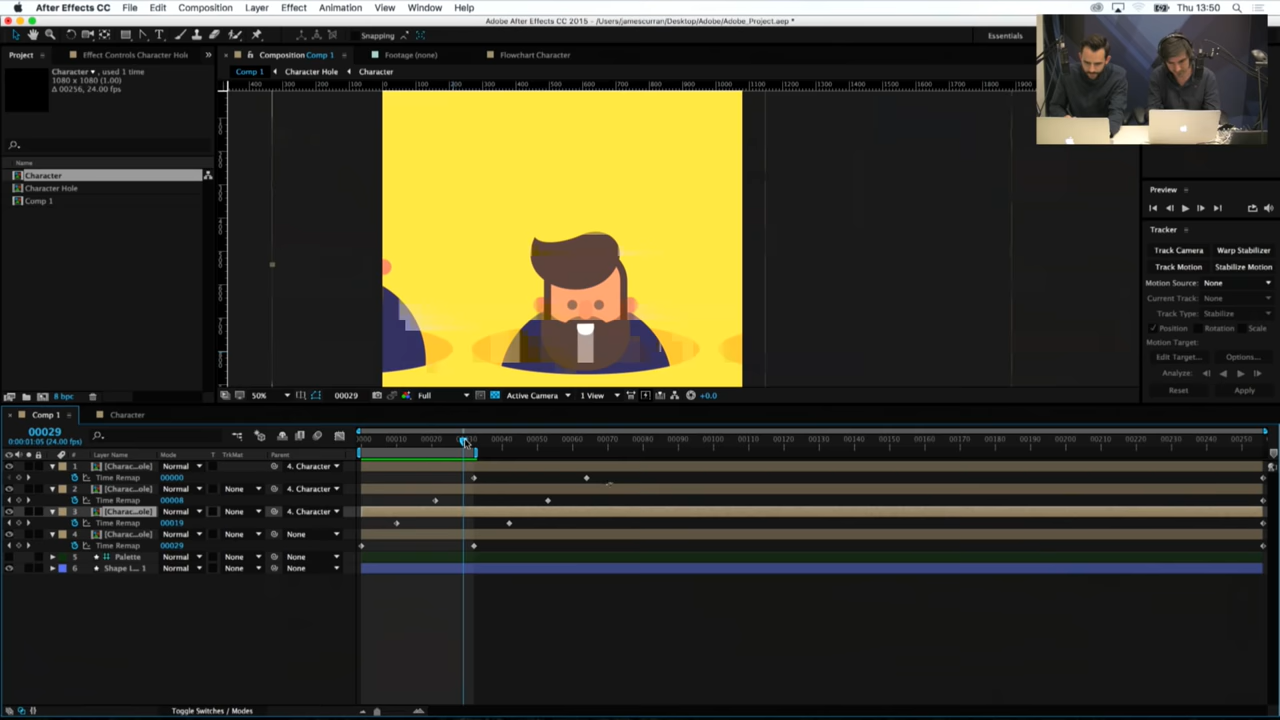 After Effects File Edit Composition Layer Effect Animation View Window Help Thu 13:50
Adobe After Effects CC 2015 - /Users/jamescurran/Desktop/Adobe/Adobe_Project.aep *
Snapping Essentials
Project Effect Controls Character Hole Composition Comp 1 Footage (none) Flowchart Character
Character, used 1 time
1080 x 1080 (1.00)
Δ 00256, 24.00 fps
Comp 1 Character Hole Character
Name
Character
Character Hole
Comp 1
Preview
Tracker
Track Camera Warp Stabilizer
Track Motion Stabilize Motion
Motion Source: None
Current Track: None
Track Type: Stabilize
Position Rotation Scale
Motion Target:
Edit Target... Options...
Analyze:
Reset Apply
8 bpc 50% 00029 Full Active Camera 1 View +0.0
Comp 1 Character
00029
0:00:01:05 (24.00 fps)
# Layer Name Mode T TrkMat Parent
1 [Charac...ole] Normal 4. Character
Time Remap 00000
2 [Charac...ole] Normal None 4. Character
Time Remap 00008
3 [Charac...ole] Normal None 4. Character
Time Remap 00019
4 [Charac...ole] Normal None None
Time Remap 00029
5 Palette Normal None None
6 Shape l... 1 Normal None None
Toggle Switches / Modes